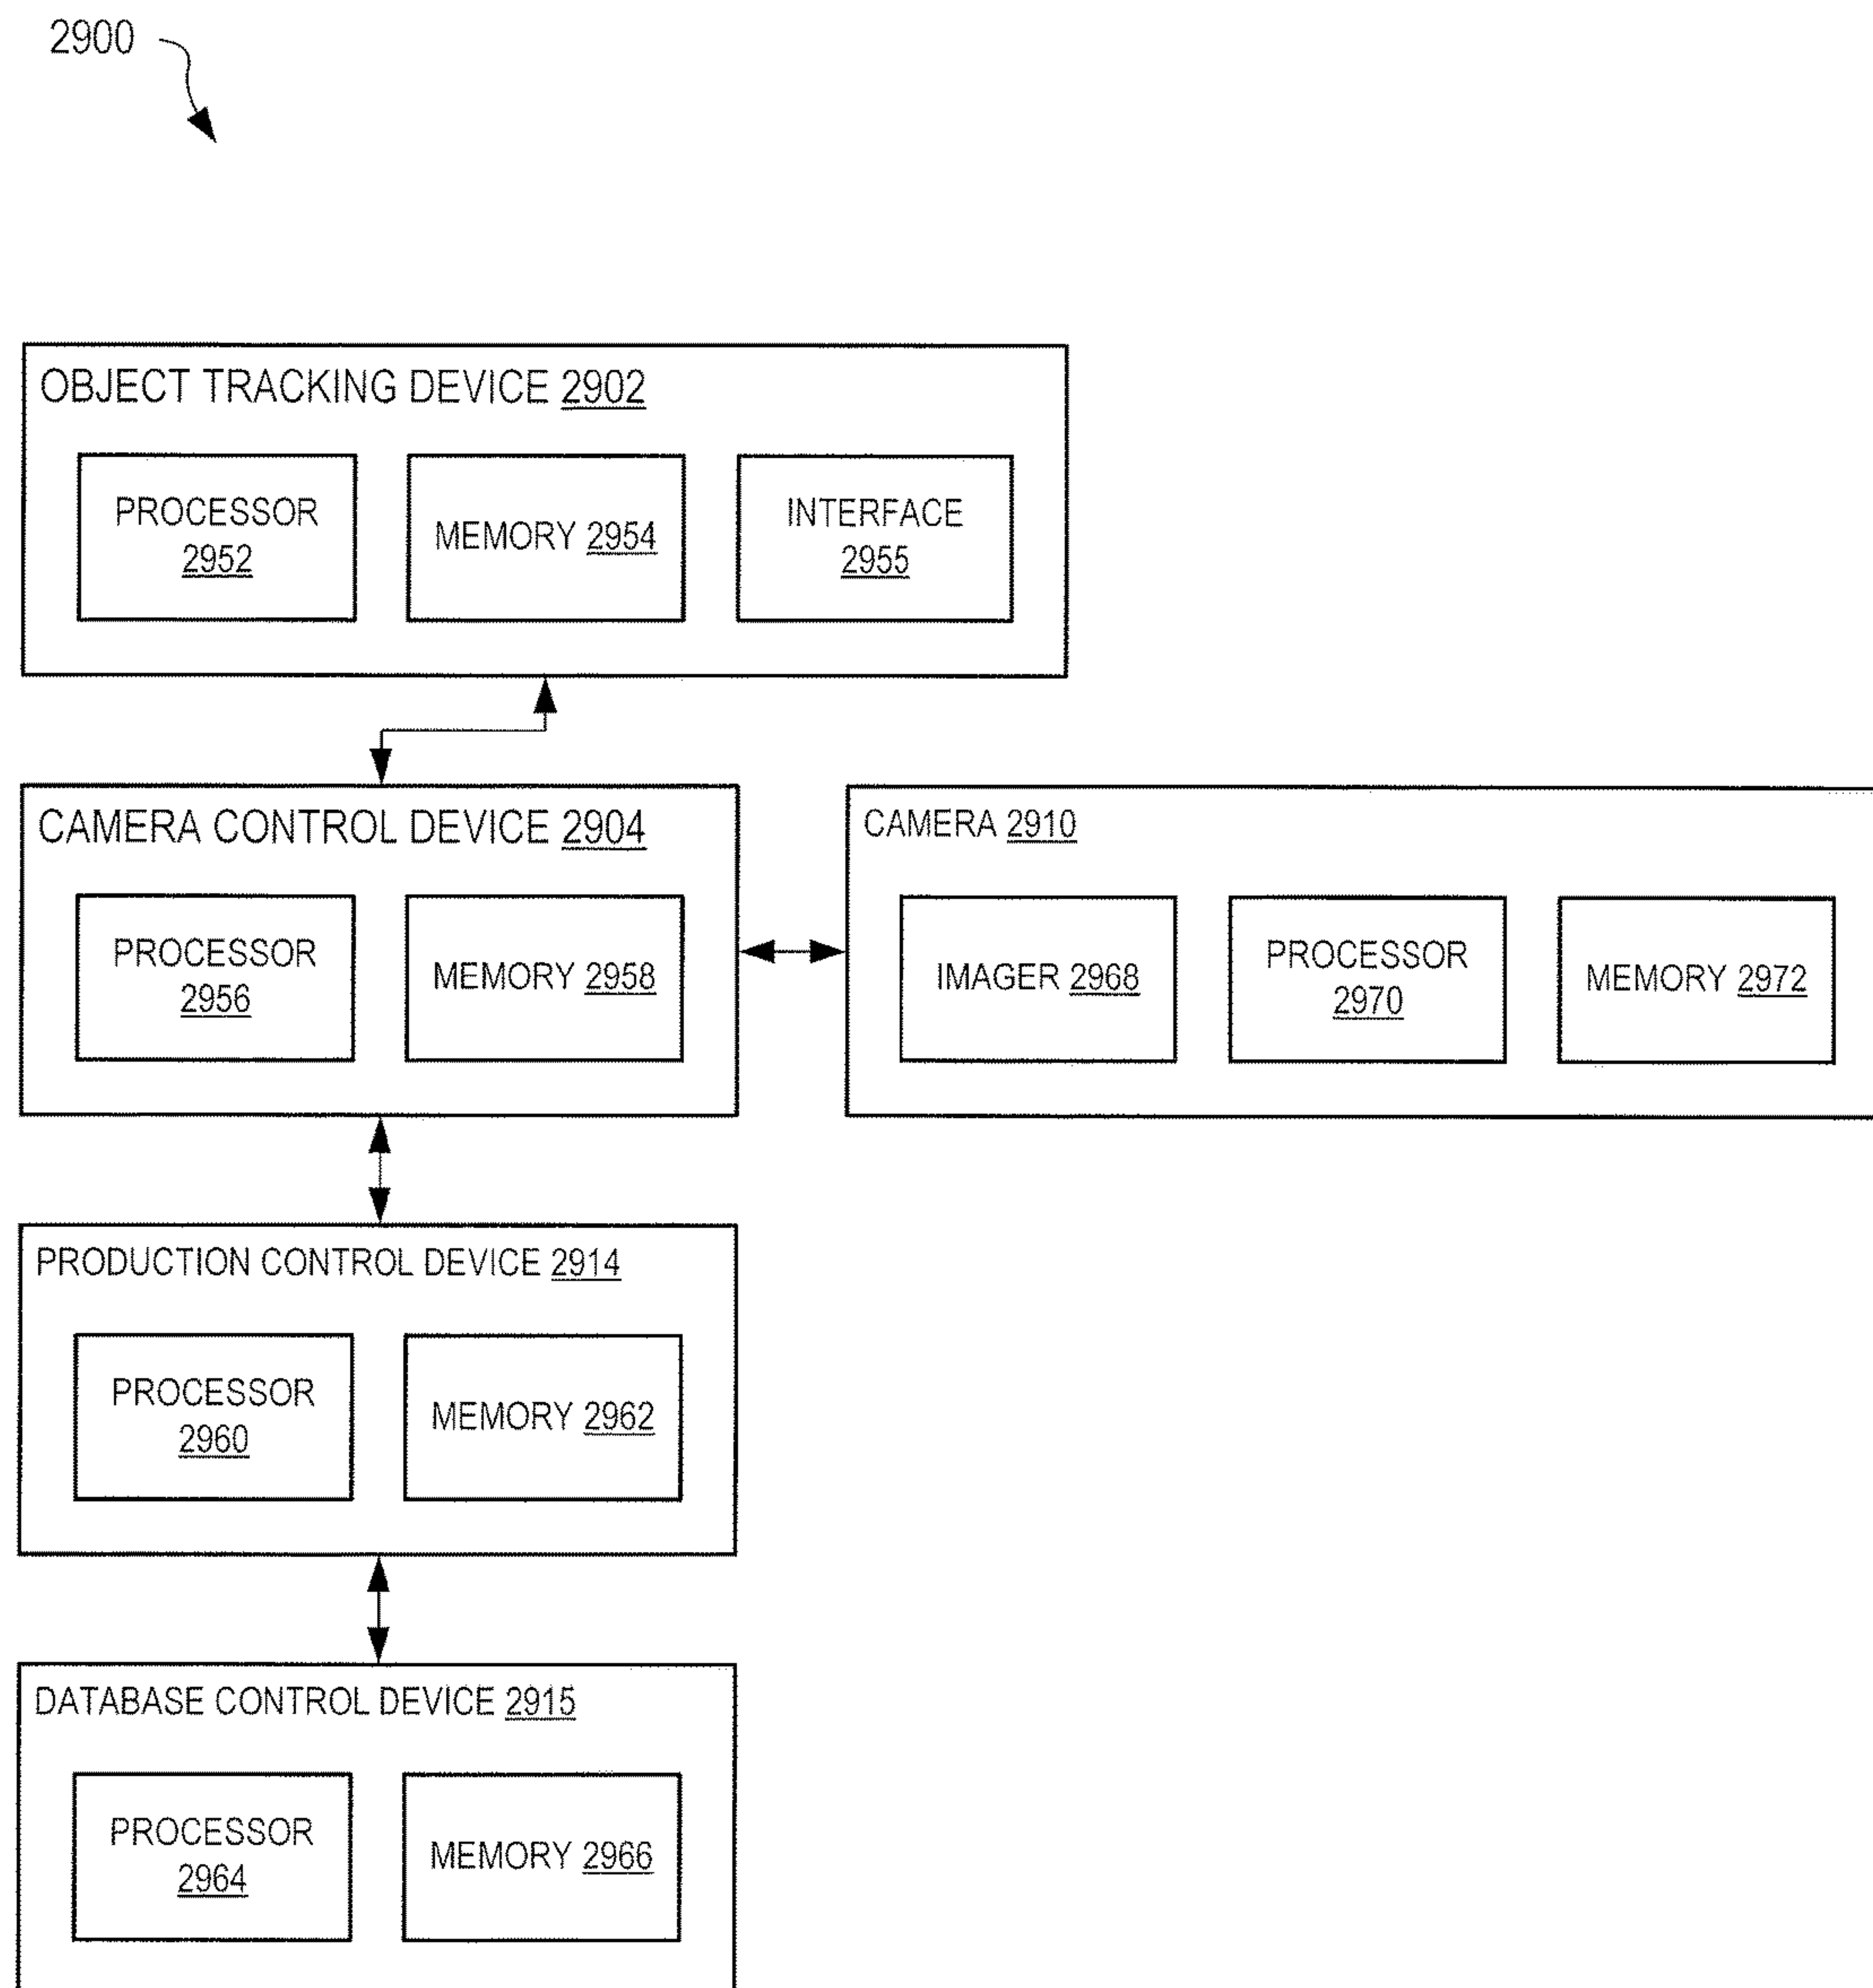 2900
OBJECT TRACKING DEVICE 2902
PROCESSOR
2952
MEMORY 2954
INTERFACE
2955
CAMERA CONTROL DEVICE 2904
PROCESSOR
2956
MEMORY 2958
CAMERA 2910
IMAGER 2968
PROCESSOR
2970
MEMORY 2972
PRODUCTION CONTROL DEVICE 2914
PROCESSOR
2960
MEMORY 2962
DATABASE CONTROL DEVICE 2915
PROCESSOR
2964
MEMORY 2966